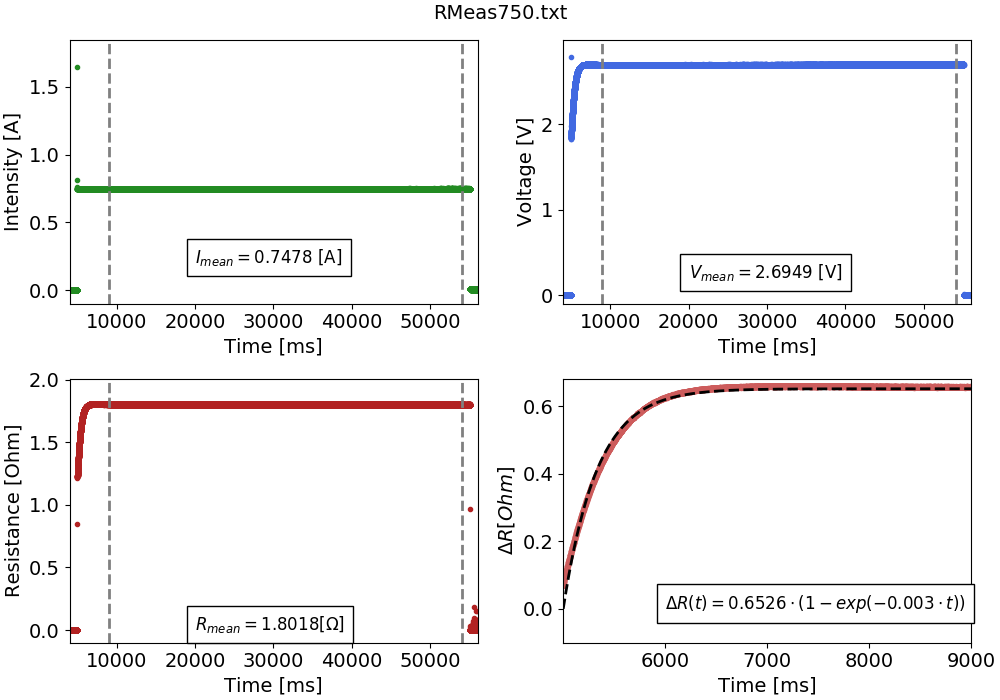 RMeas750.txt
Intensity [A]
1.5
1.0
0.5
0.0
I_mean = 0.7478 [A]
10000 20000 30000 40000 50000
Time [ms]
Voltage [V]
2
1
0
V_mean = 2.6949 [V]
10000 20000 30000 40000 50000
Time [ms]
Resistance [Ohm]
2.0
1.5
1.0
0.5
0.0
R_mean = 1.8018[Ω]
10000 20000 30000 40000 50000
Time [ms]
ΔR[Ohm]
0.6
0.4
0.2
0.0
ΔR(t) = 0.6526 · (1 − exp(−0.003 · t))
6000 7000 8000 9000
Time [ms]